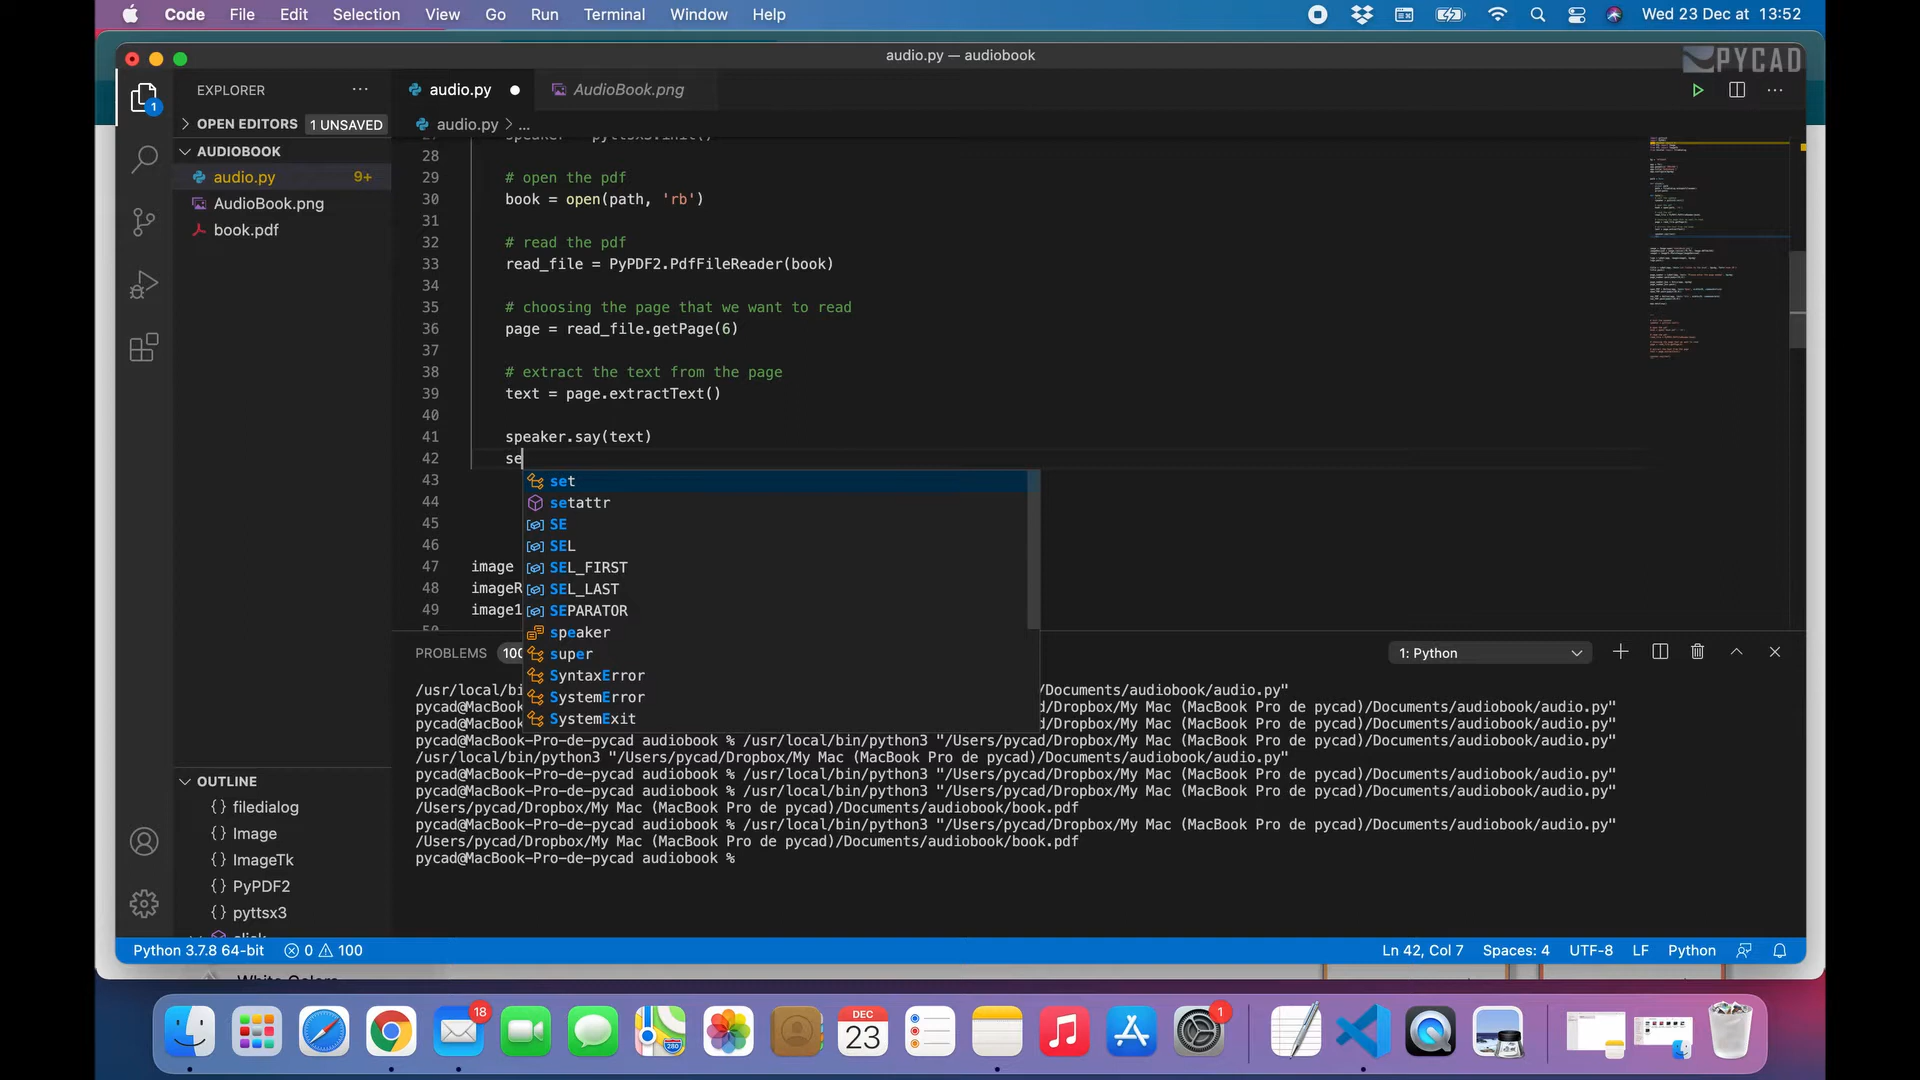 Code File Edit Selection View Go Run Terminal Window Help Wed 23 Dec at 13:52
audio.py — audiobook
PYCAD
EXPLORER ...
audio.py
AudioBook.png
OPEN EDITORS 1 UNSAVED
audio.py > ...
AUDIOBOOK
audio.py 9+
AudioBook.png
book.pdf
27 speaker = pyttsx3.init()
28
29 # open the pdf
30 book = open(path, 'rb')
31
32 # read the pdf
33 read_file = PyPDF2.PdfFileReader(book)
34
35 # choosing the page that we want to read
36 page = read_file.getPage(6)
37
38 # extract the text from the page
39 text = page.extractText()
40
41 speaker.say(text)
42 se
43
44
45
46
47 image
48 imageR
49 image1
50
set
setattr
SE
SEL
SEL_FIRST
SEL_LAST
SEPARATOR
speaker
super
SyntaxError
SystemError
SystemExit
PROBLEMS 100
1: Python
/usr/local/bi /Documents/audiobook/audio.py"
pycad@MacBook-Pro-de-pycad /Dropbox/My Mac (MacBook Pro de pycad)/Documents/audiobook/audio.py"
pycad@MacBook /Dropbox/My Mac (MacBook Pro de pycad)/Documents/audiobook/audio.py"
pycad@MacBook-Pro-de-pycad audiobook % /usr/local/bin/python3 "/Users/pycad/Dropbox/My Mac (MacBook Pro de pycad)/Documents/audiobook/audio.py"
/usr/local/bin/python3 "/Users/pycad/Dropbox/My Mac (MacBook Pro de pycad)/Documents/audiobook/audio.py"
pycad@MacBook-Pro-de-pycad audiobook % /usr/local/bin/python3 "/Users/pycad/Dropbox/My Mac (MacBook Pro de pycad)/Documents/audiobook/audio.py"
pycad@MacBook-Pro-de-pycad audiobook % /usr/local/bin/python3 "/Users/pycad/Dropbox/My Mac (MacBook Pro de pycad)/Documents/audiobook/audio.py"
/Users/pycad/Dropbox/My Mac (MacBook Pro de pycad)/Documents/audiobook/book.pdf
pycad@MacBook-Pro-de-pycad audiobook % /usr/local/bin/python3 "/Users/pycad/Dropbox/My Mac (MacBook Pro de pycad)/Documents/audiobook/audio.py"
/Users/pycad/Dropbox/My Mac (MacBook Pro de pycad)/Documents/audiobook/book.pdf
pycad@MacBook-Pro-de-pycad audiobook %
OUTLINE
{} filedialog
{} Image
{} ImageTk
{} PyPDF2
{} pyttsx3
Python 3.7.8 64-bit 0 100 Ln 42, Col 7 Spaces: 4 UTF-8 LF Python
18
DEC
23
280
1